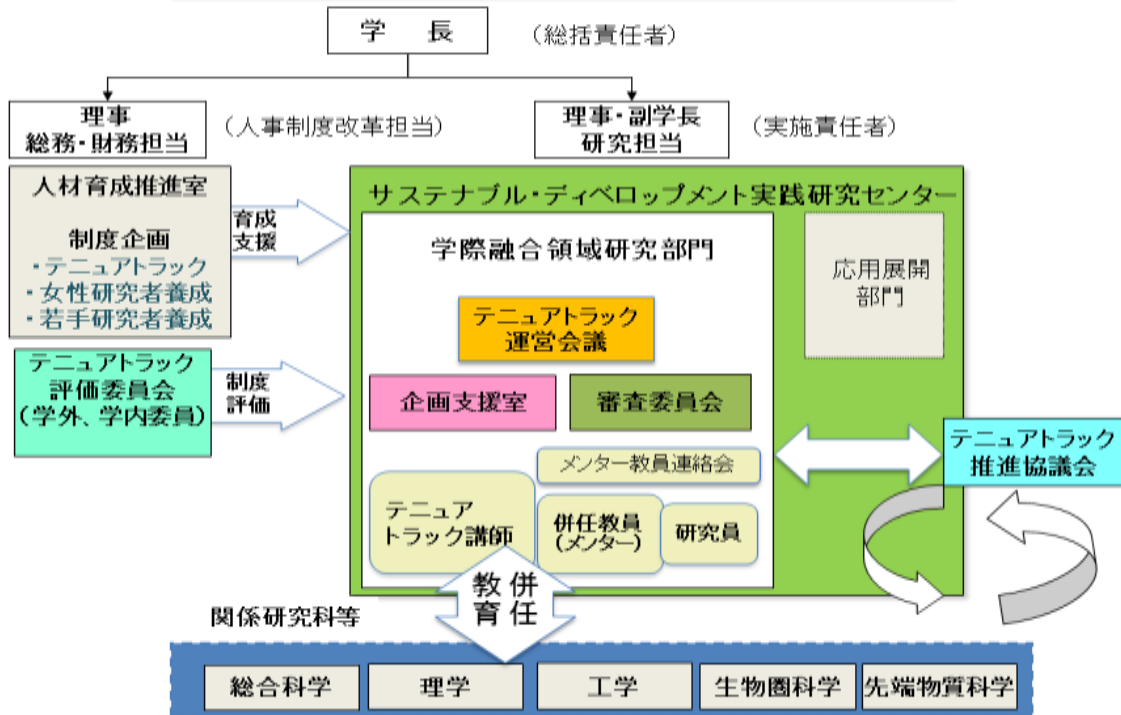 学 長
(総括責任者)
理事
総務・財務担当
(人事制度改革担当)
理事・副学長
研究担当
(実施責任者)
人材育成推進室
制度企画
・テニュアトラック
・女性研究者養成
・若手研究者養成
育成
支援
テニュアトラック
評価委員会
(学外、学内委員)
制度
評価
サステナブル・ディベロップメント実践研究センター
学際融合領域研究部門
応用展開
部門
テニュアトラック
運営会議
企画支援室
審査委員会
メンター教員連絡会
テニュア
トラック講師
併任教員
(メンター)
研究員
テニュアトラック
推進協議会
教育
併任
関係研究科等
総合科学
理学
工学
生物圏科学
先端物質科学